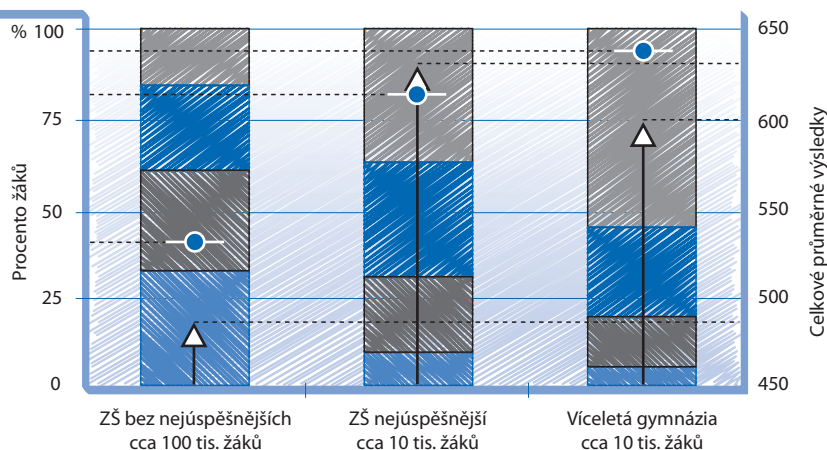 % 100
75
50
25
0
Procento žáků
650
600
550
500
450
Celkové průměrné výsledky
ZŠ bez nejúspěšnějších
cca 100 tis. žáků
ZŠ nejúspěšnější
cca 10 tis. žáků
Víceletá gymnázia
cca 10 tis. žáků